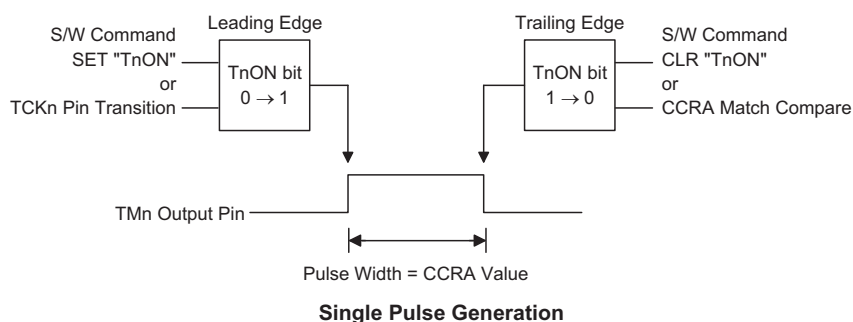 Leading Edge
S/W Command
SET "TnON"
or
TCKn Pin Transition
TnON bit
0 → 1
Trailing Edge
TnON bit
1 → 0
S/W Command
CLR "TnON"
or
CCRA Match Compare
TMn Output Pin
Pulse Width = CCRA Value
Single Pulse Generation